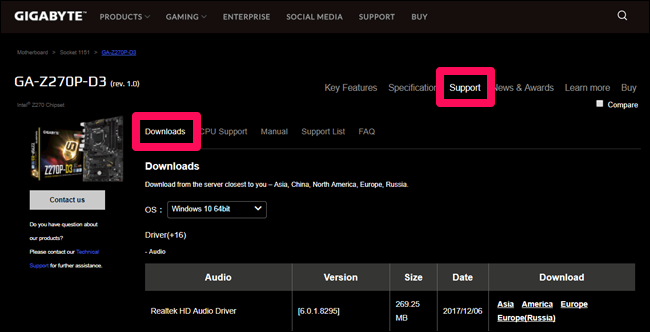 GIGABYTE™ PRODUCTS GAMING ENTERPRISE SOCIAL MEDIA SUPPORT BUY
Motherboard > Socket 1151 > GA-Z270P-D3
GA-Z270P-D3 (rev. 1.0)
Key Features Specification Support News & Awards Learn more Buy
Intel® Z270 Chipset
Compare
Downloads CPU Support Manual Support List FAQ
GIGABYTE
Z270P-D3
Downloads
Download from the server closest to you – Asia, China, North America, Europe, Russia.
Contact us
OS : Windows 10 64bit
Do you have question about
our products?
Please contact our Technical
Support for further assistance.
Driver(+16)
- Audio
Audio Version Size Date Download
Realtek HD Audio Driver [6.0.1.8295] 269.25 MB 2017/12/06 Asia America Europe
Europe(Russia)